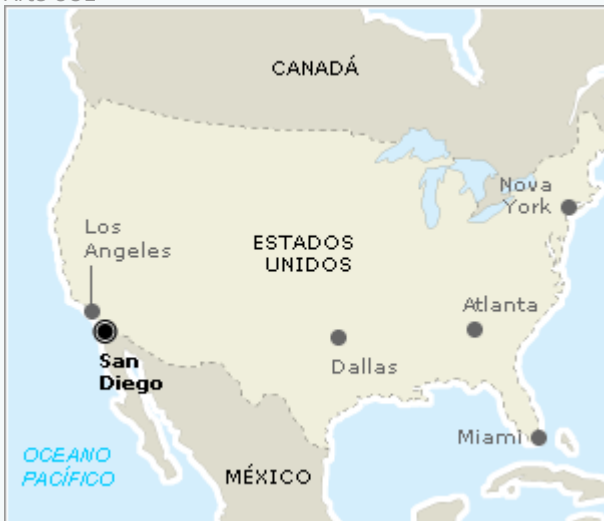 CANADÁ
Nova
York
Los
Angeles
ESTADOS
UNIDOS
Atlanta
San
Diego
Dallas
Miami
OCEANO
PACÍFICO
MÉXICO